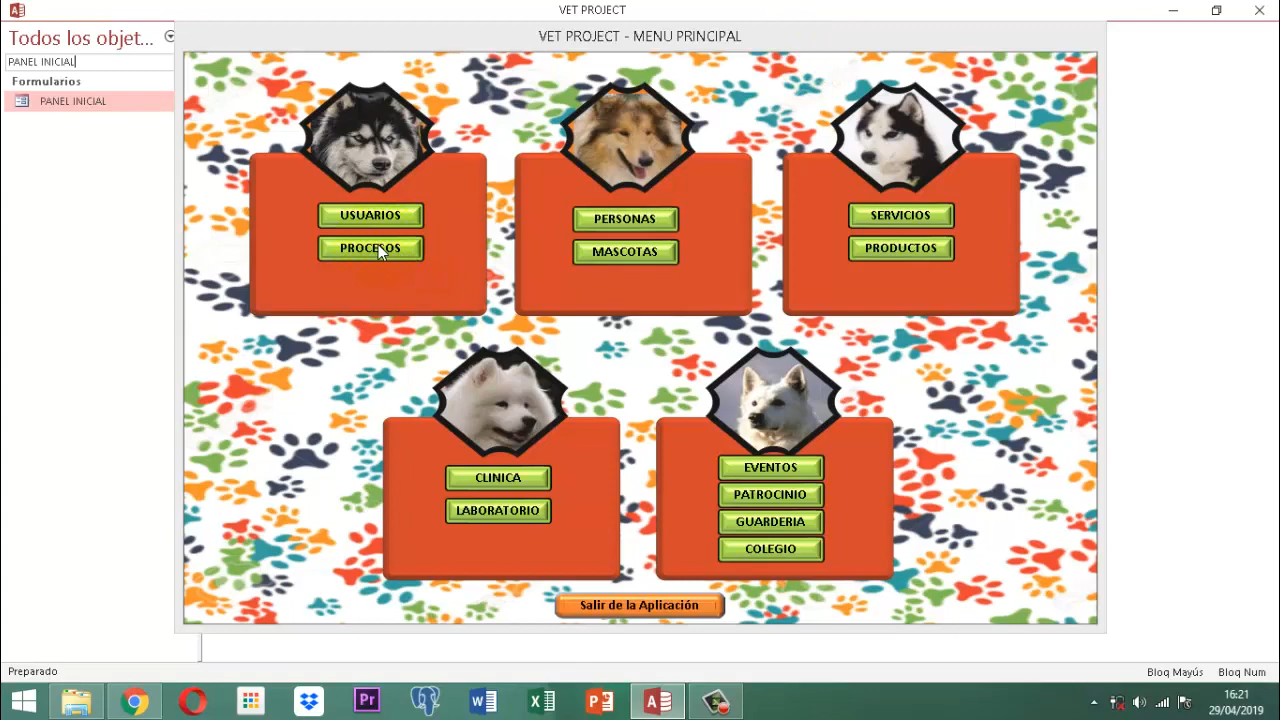 VET PROJECT
Todos los objet...
VET PROJECT - MENU PRINCIPAL
PANEL INICIAL
Formularios
PANEL INICIAL
USUARIOS
PROCESOS
PERSONAS
MASCOTAS
SERVICIOS
PRODUCTOS
CLINICA
LABORATORIO
EVENTOS
PATROCINIO
GUARDERIA
COLEGIO
Salir de la Aplicación
Preparado
Bloq Mayús
Bloq Num
Pr
16:21
29/04/2019